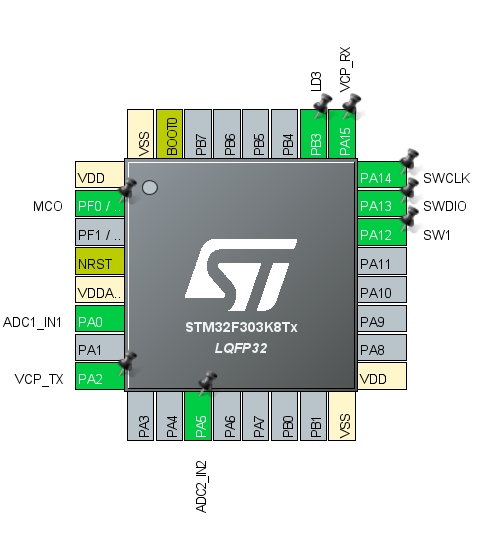 LD3
VCP_RX
VSS
BOOT0
PB7
PB6
PB5
PB4
PB3
PA15
VDD
MCO
PF0 / ..
PF1 / ..
NRST
VDDA..
ADC1_IN1
PA0
PA1
VCP_TX
PA2
ST
STM32F303K8Tx
LQFP32
PA14
SWCLK
PA13
SWDIO
PA12
SW1
PA11
PA10
PA9
PA8
VDD
PA3
PA4
PA5
PA6
PA7
PB0
PB1
VSS
ADC2_IN2